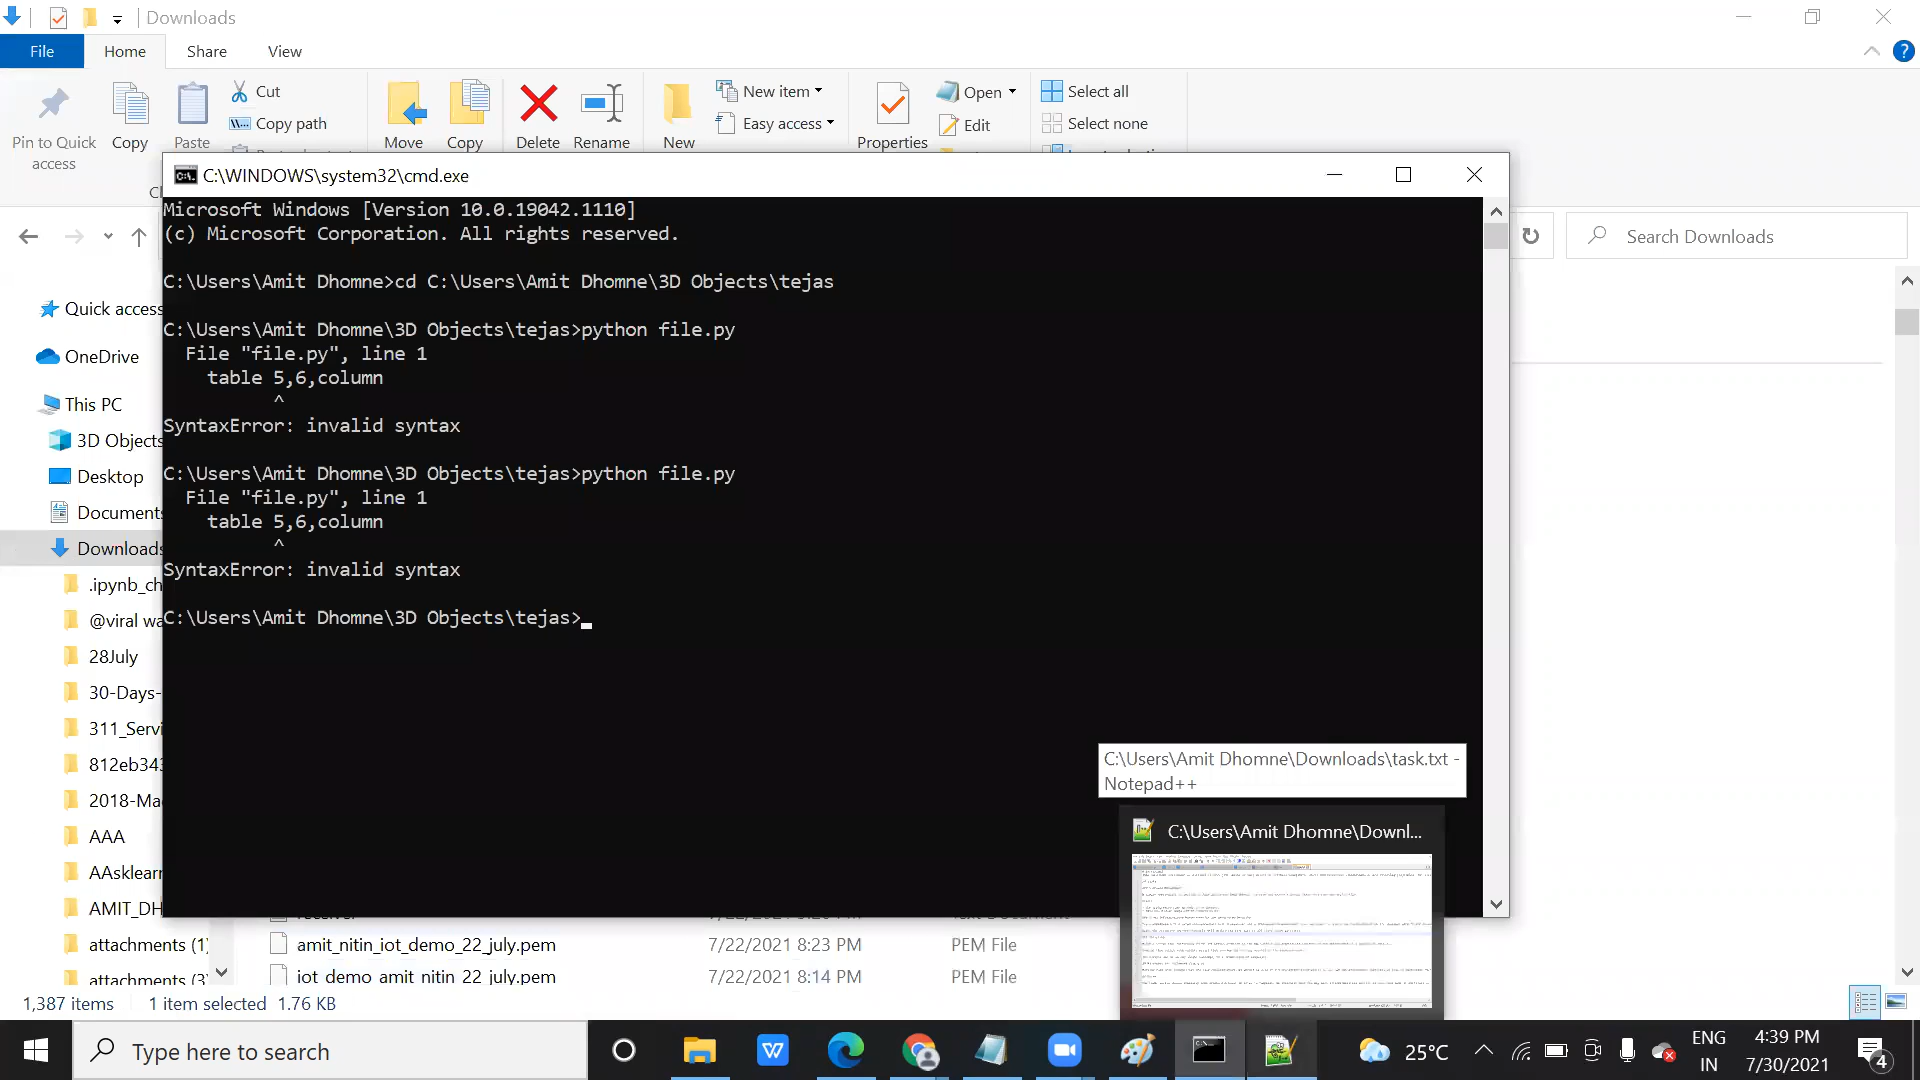 Downloads
File
Home
Share
View
Pin to Quick access
Copy
Paste
Cut
Copy path
Move
Copy
Delete
Rename
New
New item
Easy access
Properties
Open
Edit
Select all
Select none
C:\WINDOWS\system32\cmd.exe
Search Downloads
Microsoft Windows [Version 10.0.19042.1110]
(c) Microsoft Corporation. All rights reserved.
C:\Users\Amit Dhomne>cd C:\Users\Amit Dhomne\3D Objects\tejas
C:\Users\Amit Dhomne\3D Objects\tejas>python file.py
File "file.py", line 1
table 5,6,column
^
SyntaxError: invalid syntax
C:\Users\Amit Dhomne\3D Objects\tejas>python file.py
File "file.py", line 1
table 5,6,column
^
SyntaxError: invalid syntax
C:\Users\Amit Dhomne\3D Objects\tejas>
Quick access
OneDrive
This PC
3D Objects
Desktop
Documents
Downloads
.ipynb_ch
@viral wa
28July
30-Days-
311_Servi
812eb343
2018-Ma
AAA
AAsklearn
AMIT_DH
attachments (1)
attachments (3)
C:\Users\Amit Dhomne\Downloads\task.txt -
Notepad++
C:\Users\Amit Dhomne\Downl...
amit_nitin_iot_demo_22_july.pem 7/22/2021 8:23 PM PEM File
iot demo amit nitin 22 july.pem 7/22/2021 8:14 PM PEM File
1,387 items 1 item selected 1.76 KB
Type here to search
25°C
ENG
IN
4:39 PM
7/30/2021
4